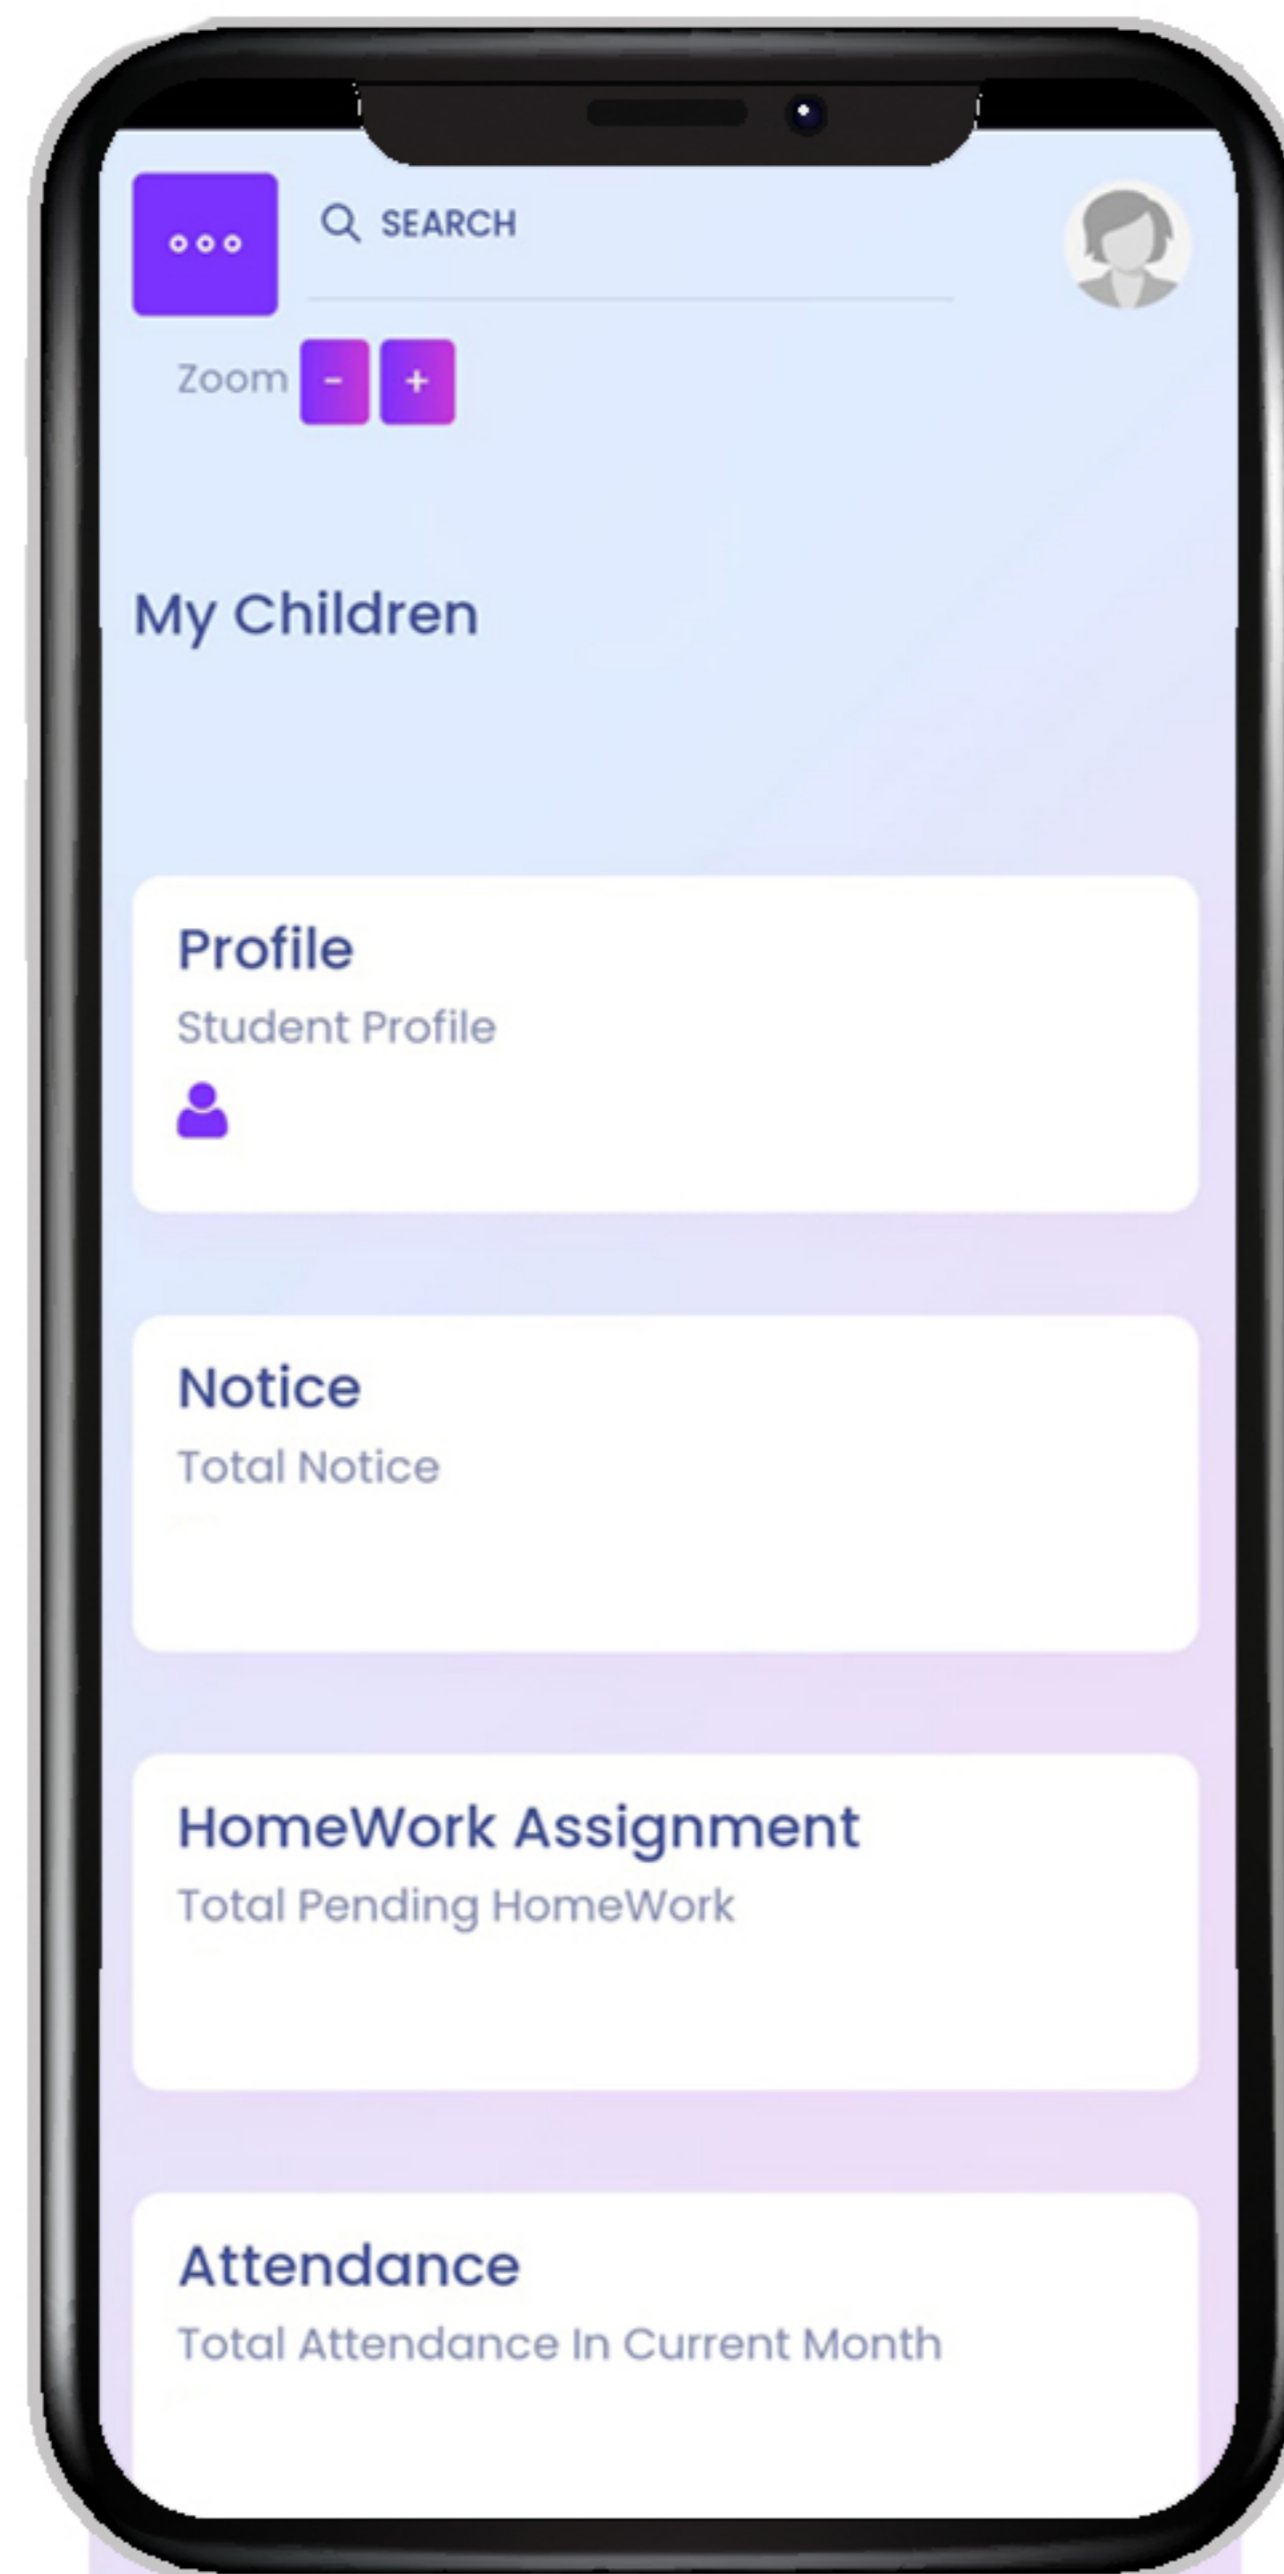 SEARCH
Zoom - +
My Children
Profile
Student Profile
Notice
Total Notice
HomeWork Assignment
Total Pending HomeWork
Attendance
Total Attendance In Current Month